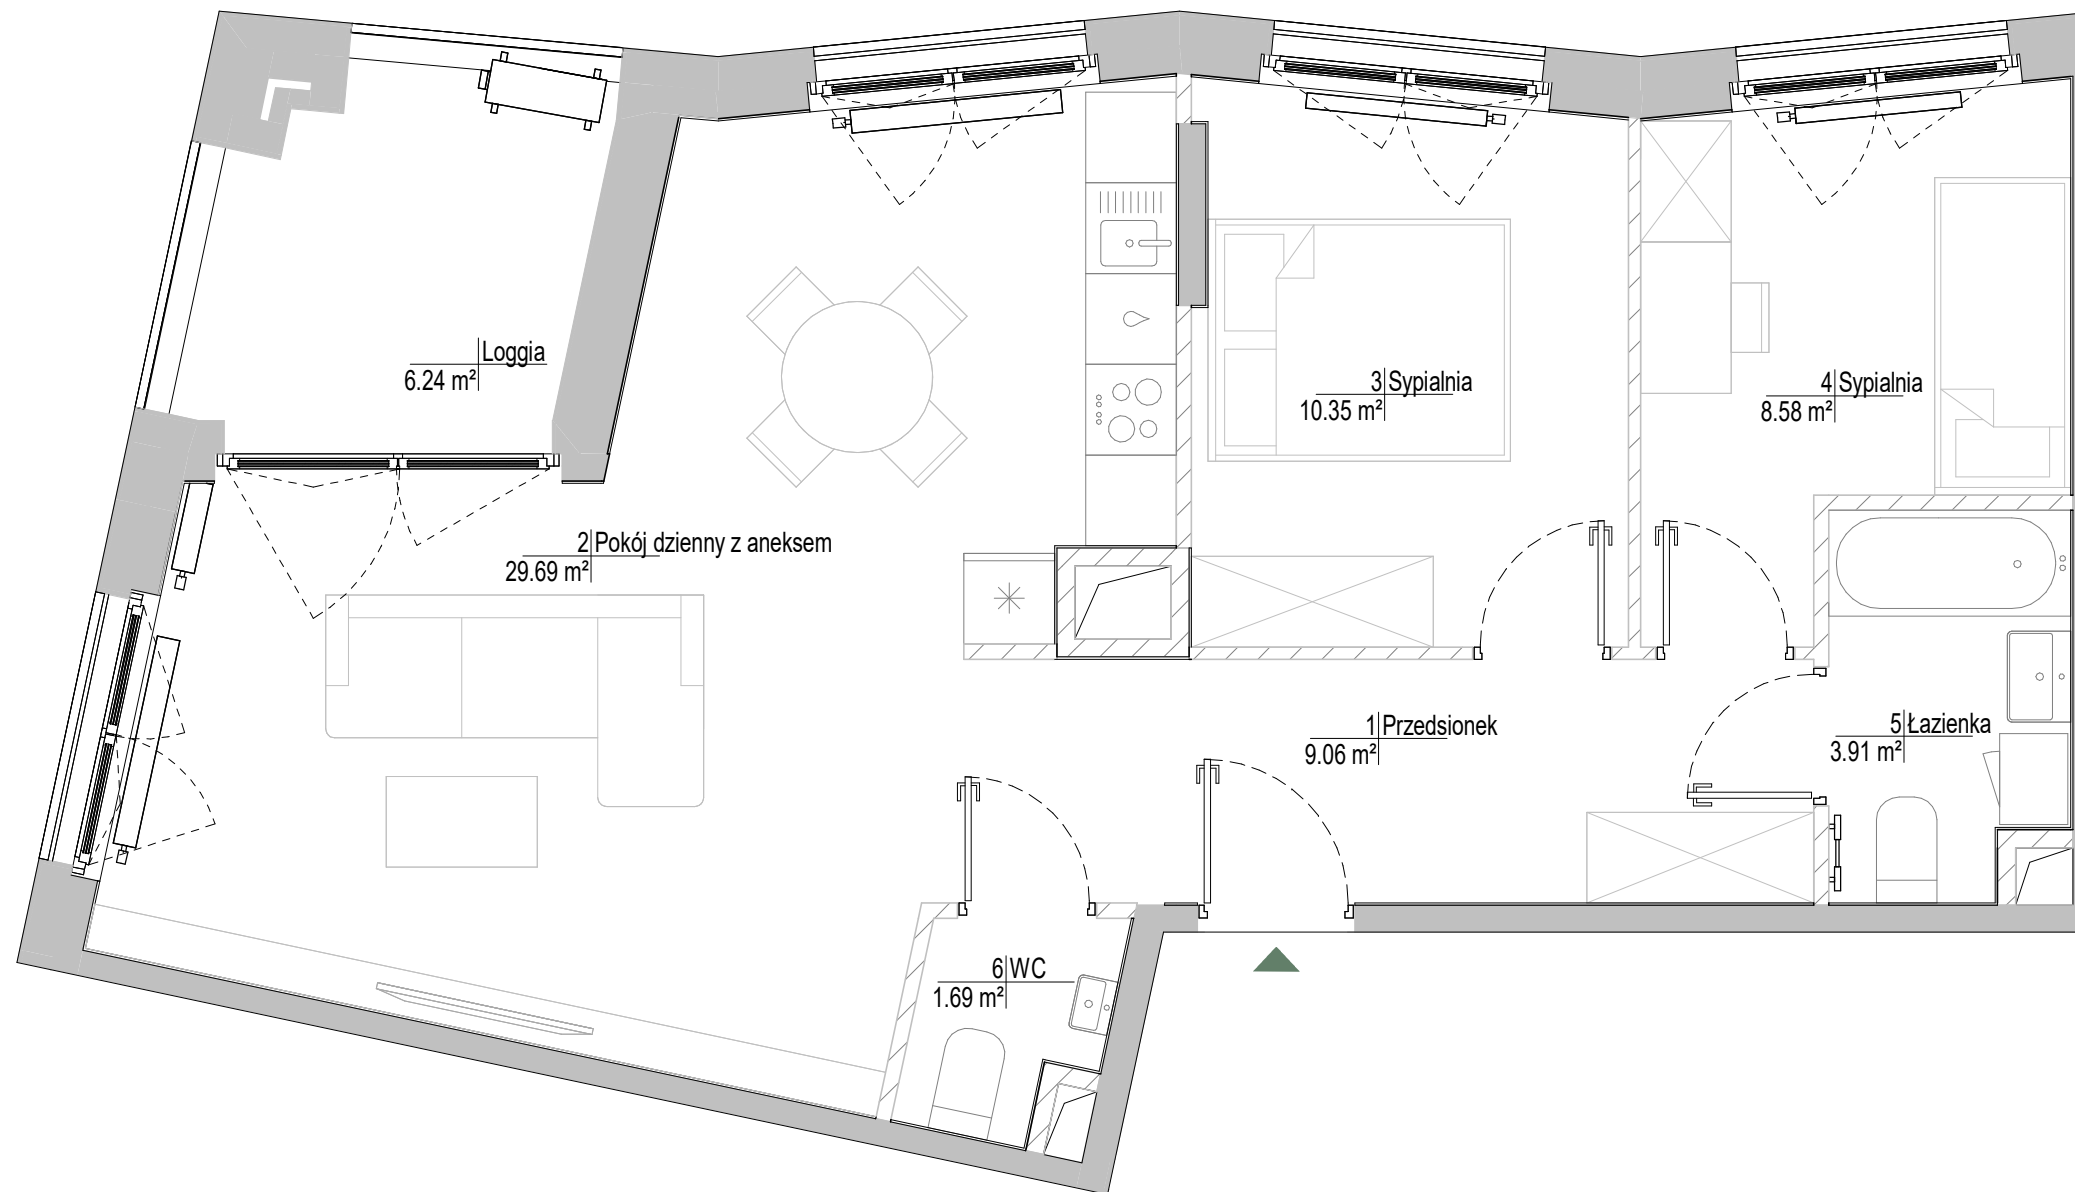 Loggia
6.24 m²
3 Sypialnia
10.35 m²
4 Sypialnia
8.58 m²
2 Pokój dzienny z aneksem
29.69 m²
1 Przedsionek
9.06 m²
5 Łazienka
3.91 m²
6 WC
1.69 m²